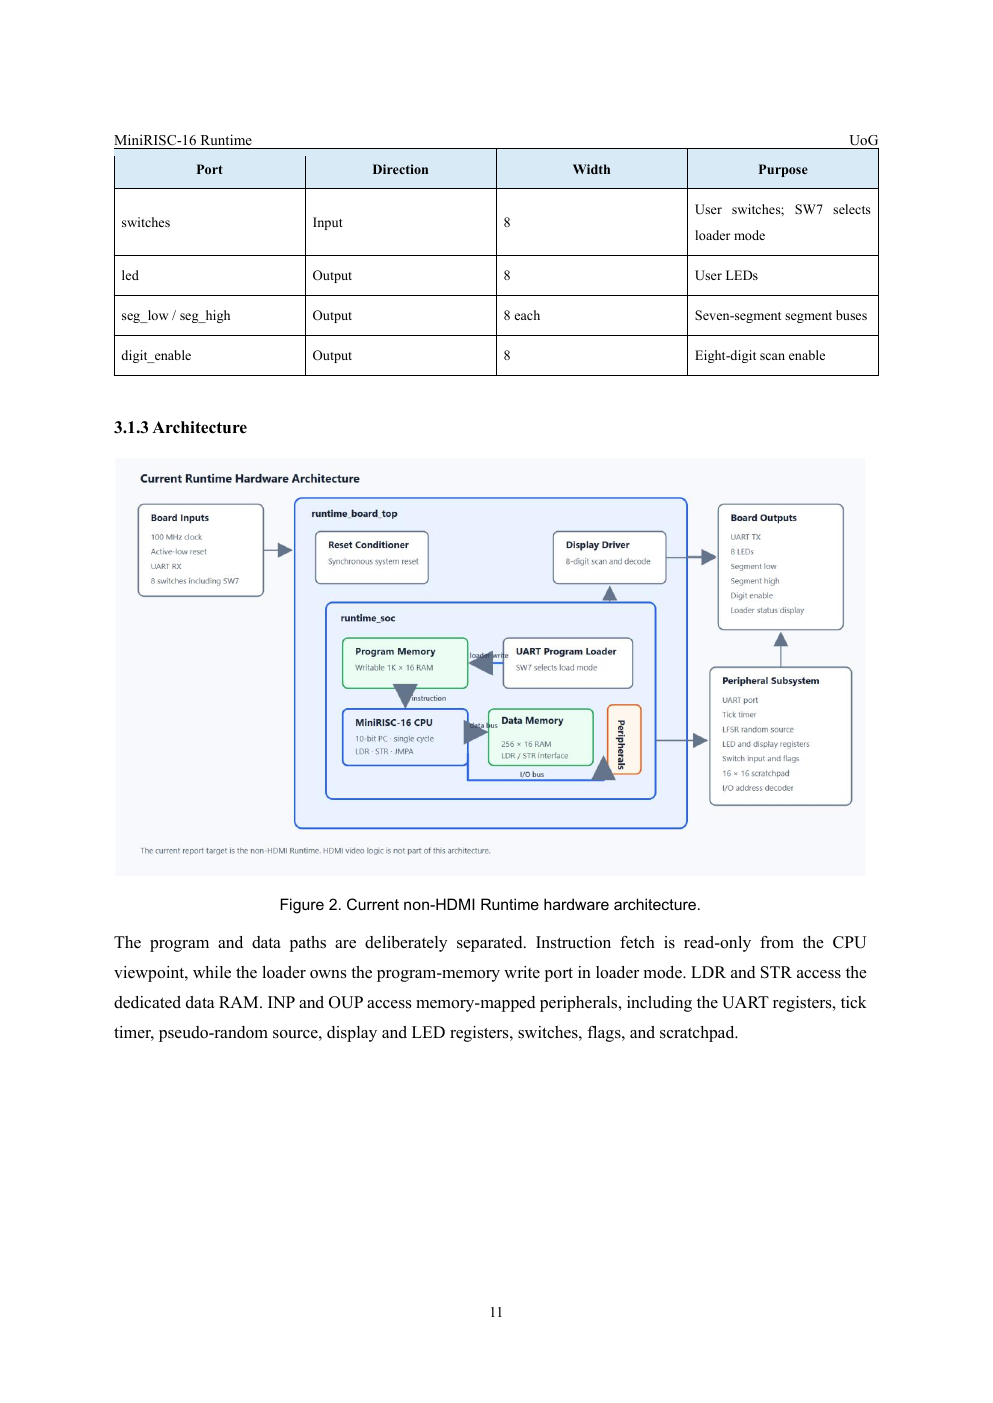 MiniRISC-16 Runtime UoG
Port Direction Width Purpose
switches Input 8 User switches; SW7 selects loader mode
led Output 8 User LEDs
seg_low / seg_high Output 8 each Seven-segment segment buses
digit_enable Output 8 Eight-digit scan enable
3.1.3 Architecture
Current Runtime Hardware Architecture
Board Inputs
100 MHz clock
Active-low reset
UART RX
8 switches including SW7
runtime_board_top
Reset Conditioner
Synchronous system reset
Display Driver
8-digit scan and decode
runtime_soc
Program Memory
Writable 1K × 16 RAM
loader write
UART Program Loader
SW7 selects load mode
instruction
MiniRISC-16 CPU
10-bit PC · single cycle
LDR · STR · JMPA
data bus
Data Memory
256 × 16 RAM
LDR / STR interface
Peripherals
I/O bus
Board Outputs
UART TX
8 LEDs
Segment low
Segment high
Digit enable
Loader status display
Peripheral Subsystem
UART port
Tick timer
LFSR random source
LED and display registers
Switch input and flags
16 × 16 scratchpad
I/O address decoder
The current report target is the non-HDMI Runtime. HDMI video logic is not part of this architecture.
Figure 2. Current non-HDMI Runtime hardware architecture.
The program and data paths are deliberately separated. Instruction fetch is read-only from the CPU
viewpoint, while the loader owns the program-memory write port in loader mode. LDR and STR access the
dedicated data RAM. INP and OUP access memory-mapped peripherals, including the UART registers, tick
timer, pseudo-random source, display and LED registers, switches, flags, and scratchpad.
11